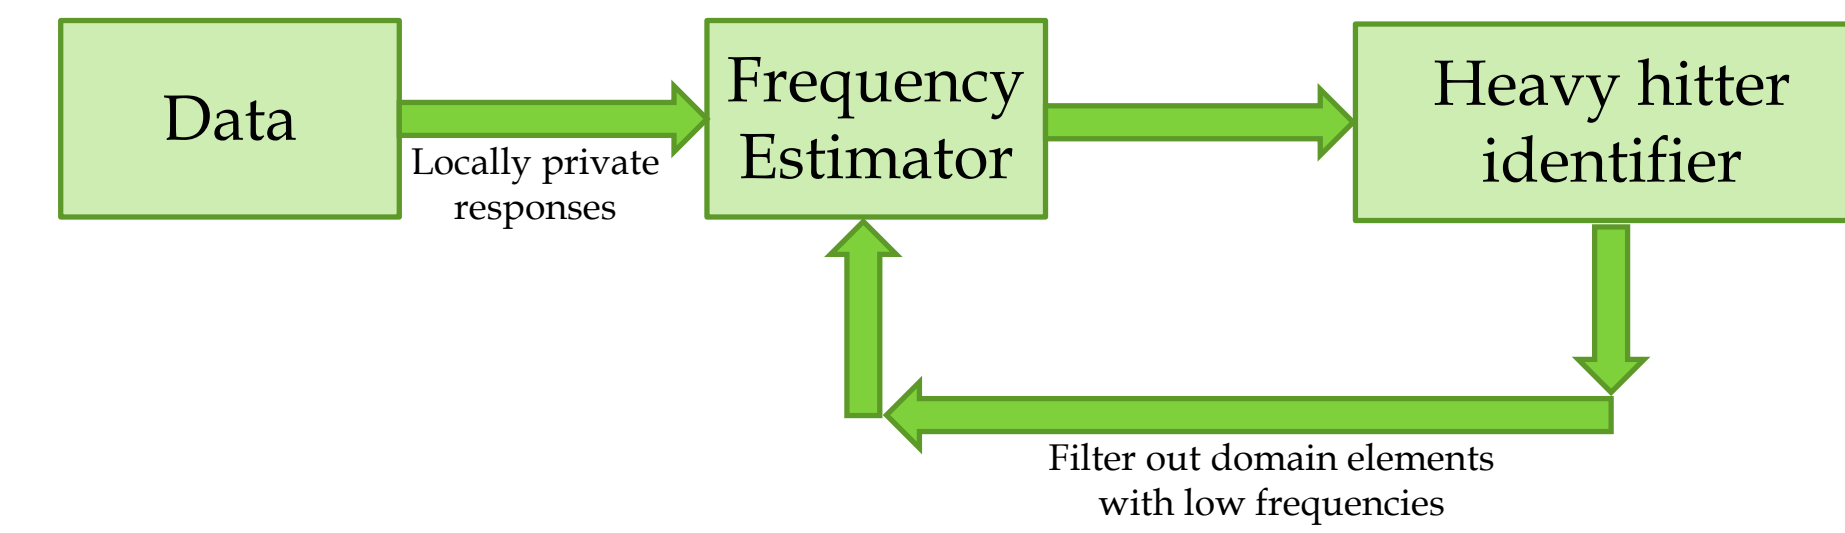 Data
Locally private
responses
Frequency
Estimator
Heavy hitter
identifier
Filter out domain elements
with low frequencies